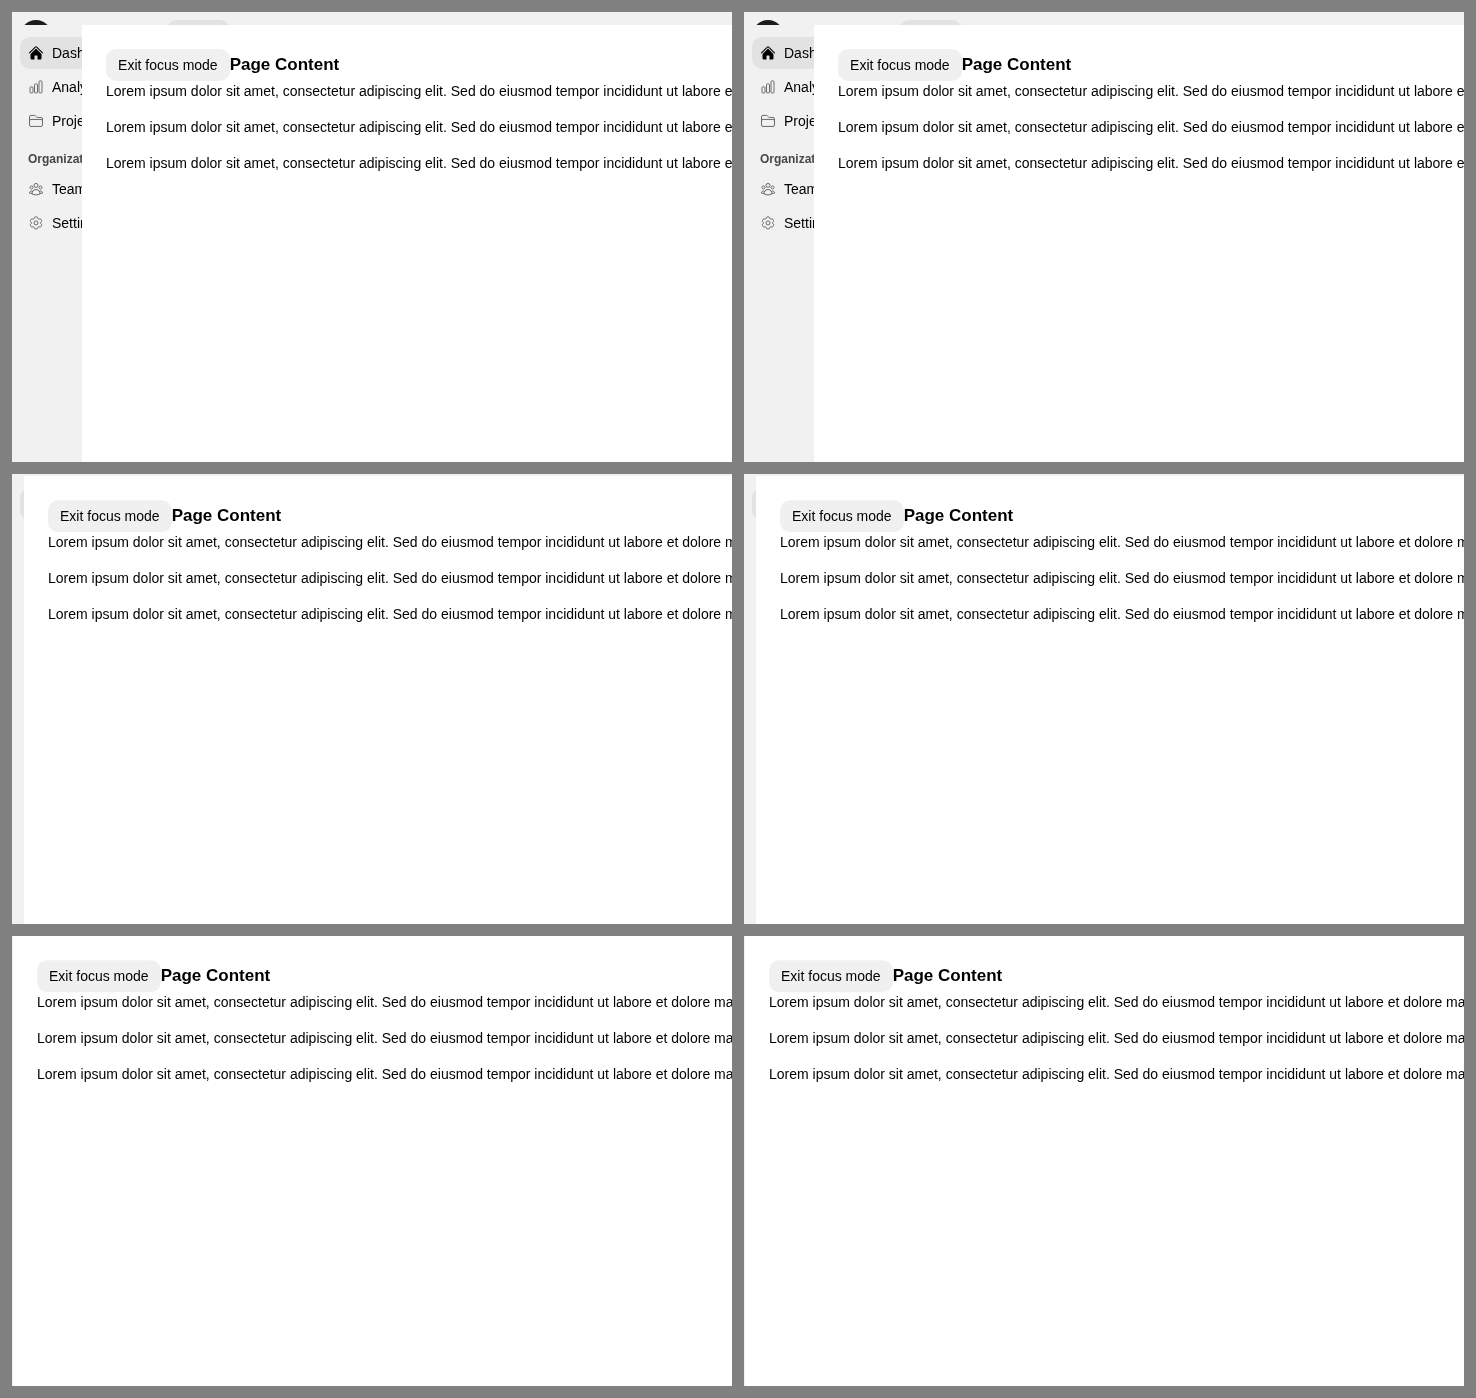 Dash
Exit focus mode Page Content
Analy
Lorem ipsum dolor sit amet, consectetur adipiscing elit. Sed do eiusmod tempor incididunt ut labore e
Proje
Lorem ipsum dolor sit amet, consectetur adipiscing elit. Sed do eiusmod tempor incididunt ut labore e
Organizat
Lorem ipsum dolor sit amet, consectetur adipiscing elit. Sed do eiusmod tempor incididunt ut labore e
Team
Settin
Dash
Exit focus mode Page Content
Analy
Lorem ipsum dolor sit amet, consectetur adipiscing elit. Sed do eiusmod tempor incididunt ut labore e
Proje
Lorem ipsum dolor sit amet, consectetur adipiscing elit. Sed do eiusmod tempor incididunt ut labore e
Organizat
Lorem ipsum dolor sit amet, consectetur adipiscing elit. Sed do eiusmod tempor incididunt ut labore e
Team
Settin
Exit focus mode Page Content
Lorem ipsum dolor sit amet, consectetur adipiscing elit. Sed do eiusmod tempor incididunt ut labore et dolore m
Lorem ipsum dolor sit amet, consectetur adipiscing elit. Sed do eiusmod tempor incididunt ut labore et dolore m
Lorem ipsum dolor sit amet, consectetur adipiscing elit. Sed do eiusmod tempor incididunt ut labore et dolore m
Exit focus mode Page Content
Lorem ipsum dolor sit amet, consectetur adipiscing elit. Sed do eiusmod tempor incididunt ut labore et dolore m
Lorem ipsum dolor sit amet, consectetur adipiscing elit. Sed do eiusmod tempor incididunt ut labore et dolore m
Lorem ipsum dolor sit amet, consectetur adipiscing elit. Sed do eiusmod tempor incididunt ut labore et dolore m
Exit focus mode Page Content
Lorem ipsum dolor sit amet, consectetur adipiscing elit. Sed do eiusmod tempor incididunt ut labore et dolore ma
Lorem ipsum dolor sit amet, consectetur adipiscing elit. Sed do eiusmod tempor incididunt ut labore et dolore ma
Lorem ipsum dolor sit amet, consectetur adipiscing elit. Sed do eiusmod tempor incididunt ut labore et dolore ma
Exit focus mode Page Content
Lorem ipsum dolor sit amet, consectetur adipiscing elit. Sed do eiusmod tempor incididunt ut labore et dolore ma
Lorem ipsum dolor sit amet, consectetur adipiscing elit. Sed do eiusmod tempor incididunt ut labore et dolore ma
Lorem ipsum dolor sit amet, consectetur adipiscing elit. Sed do eiusmod tempor incididunt ut labore et dolore ma